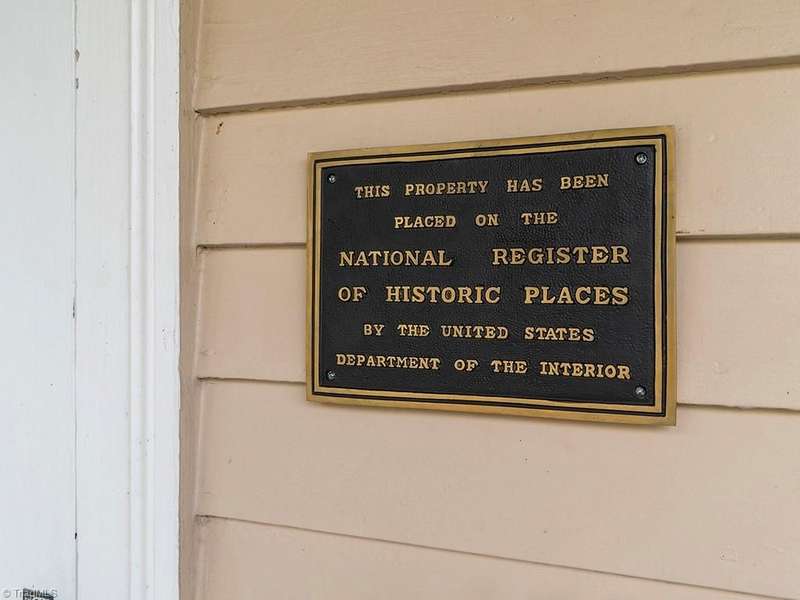 THIS PROPERTY HAS BEEN
PLACED ON THE
NATIONAL REGISTER
OF HISTORIC PLACES
BY THE UNITED STATES
DEPARTMENT OF THE INTERIOR
© TriadMLS